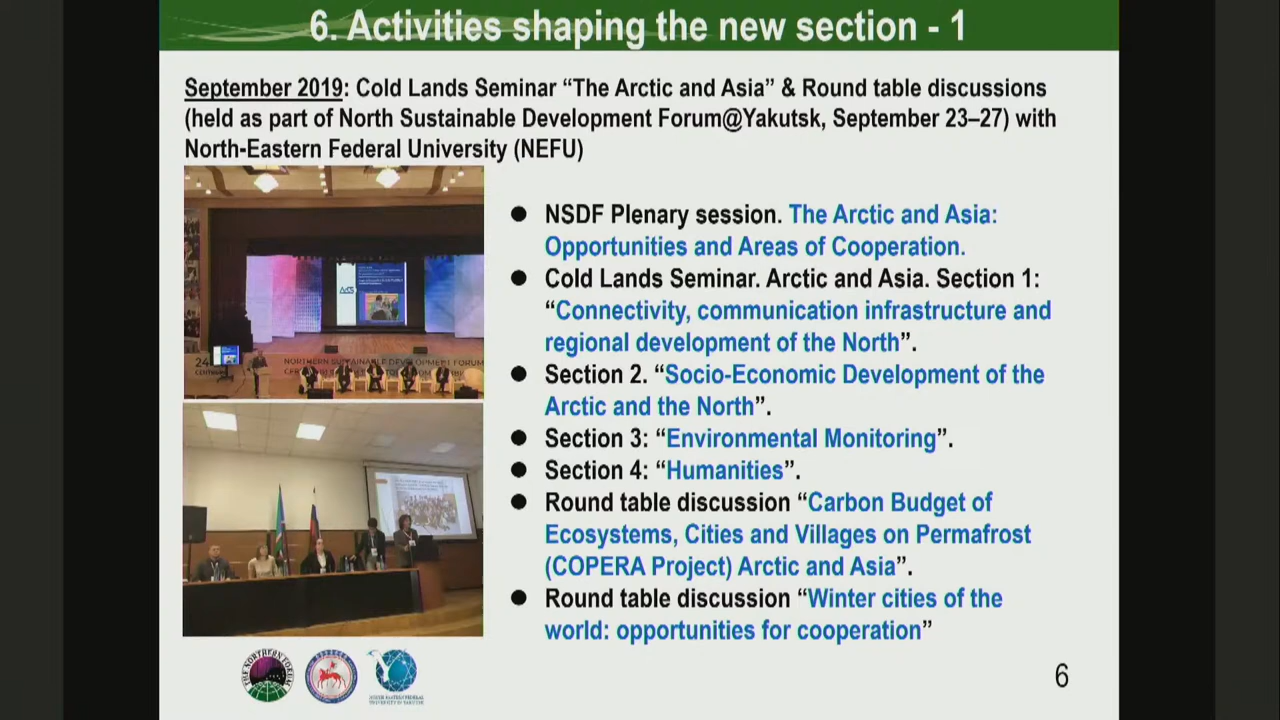 6. Activities shaping the new section - 1
September 2019: Cold Lands Seminar “The Arctic and Asia” & Round table discussions
(held as part of North Sustainable Development Forum@Yakutsk, September 23–27) with
North-Eastern Federal University (NEFU)
● NSDF Plenary session. The Arctic and Asia:
Opportunities and Areas of Cooperation.
● Cold Lands Seminar. Arctic and Asia. Section 1:
“Connectivity, communication infrastructure and
regional development of the North”.
● Section 2. “Socio-Economic Development of the
Arctic and the North”.
● Section 3: “Environmental Monitoring”.
● Section 4: “Humanities”.
● Round table discussion “Carbon Budget of
Ecosystems, Cities and Villages on Permafrost
(COPERA Project) Arctic and Asia”.
● Round table discussion “Winter cities of the
world: opportunities for cooperation”
NORTHERN SUSTAINABLE DEVELOPMENT FORUM
THE NORTHERN FORUM
6